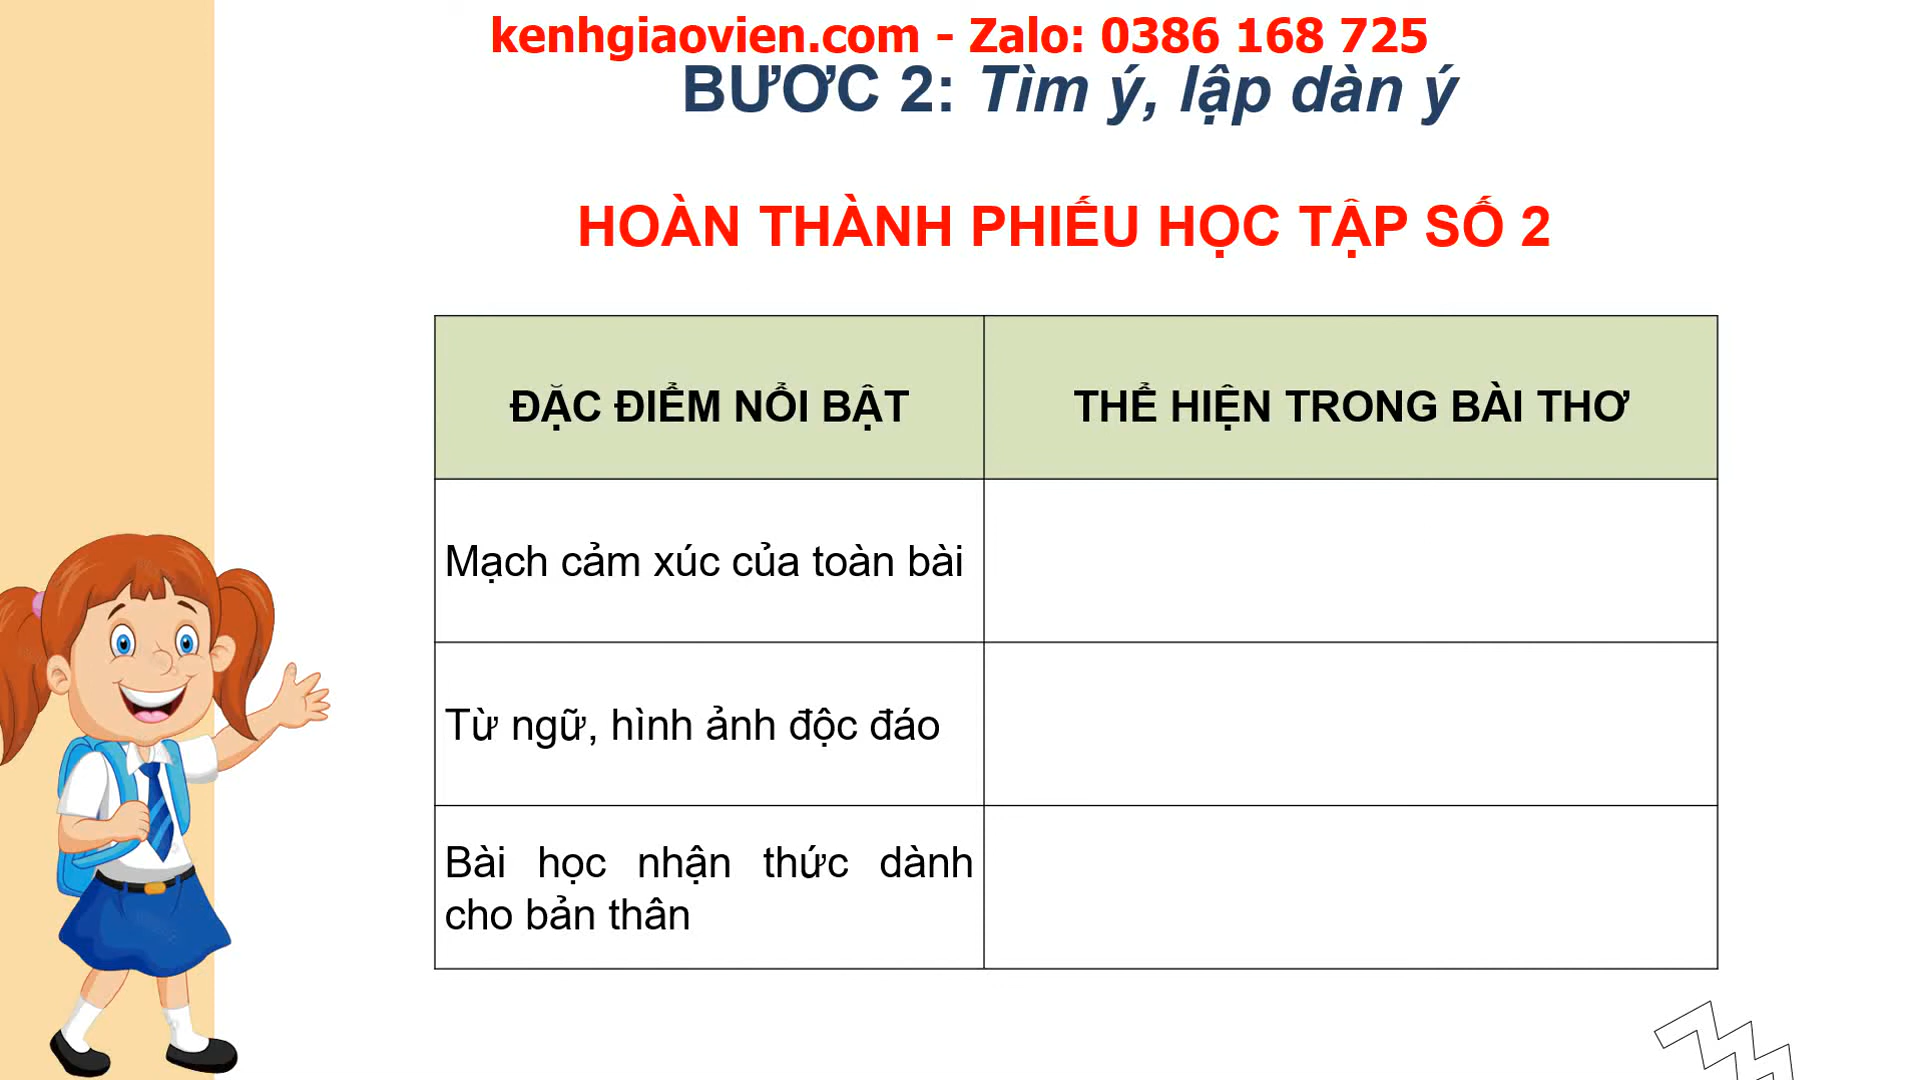 kenhgiaovien.com - Zalo: 0386 168 725
BƯƠC 2: Tìm ý, lập dàn ý
HOÀN THÀNH PHIẾU HỌC TẬP SỐ 2
ĐẶC ĐIỂM NỔI BẬT
THỂ HIỆN TRONG BÀI THƠ
Mạch cảm xúc của toàn bài
Từ ngữ, hình ảnh độc đáo
Bài học nhận thức dành
cho bản thân